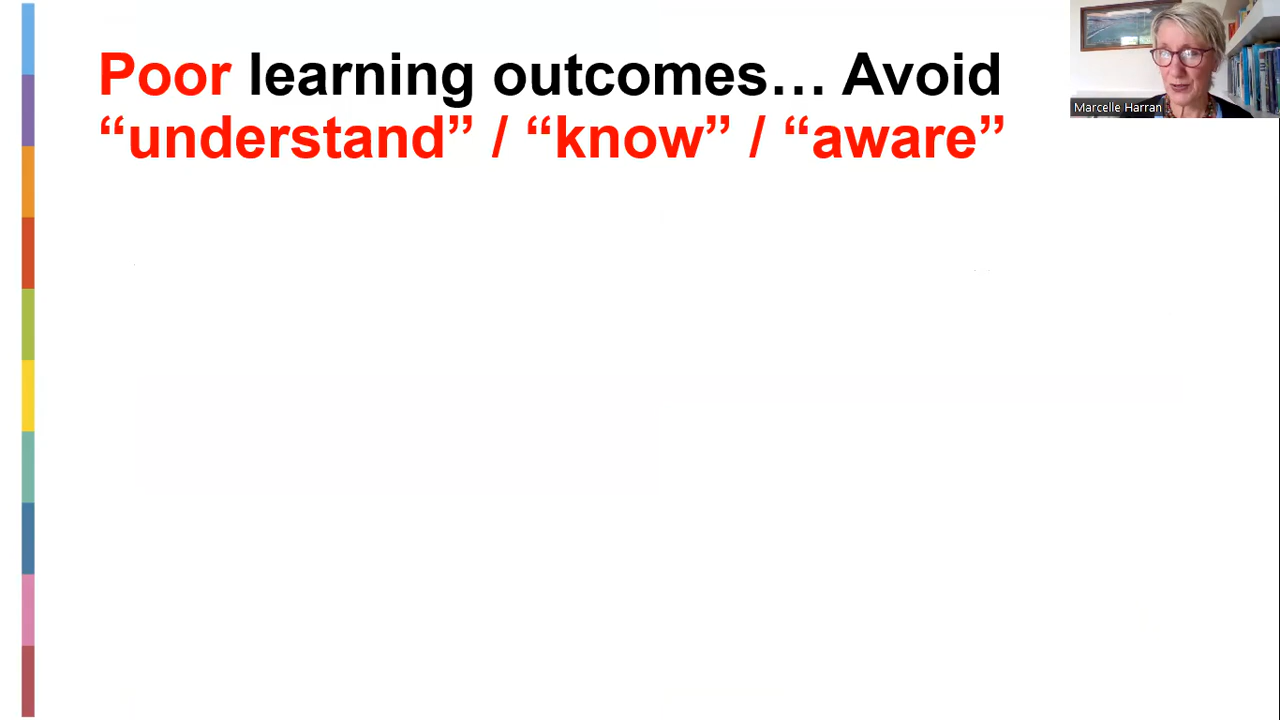 Poor learning outcomes… Avoid
“understand” / “know” / “aware”
Marcelle Harran